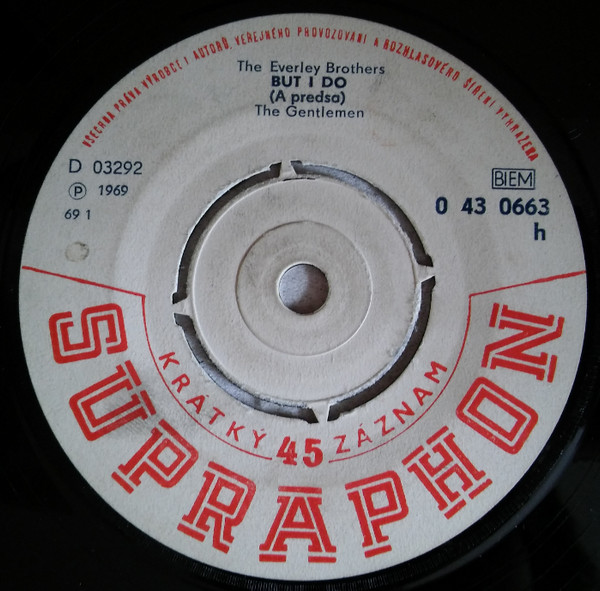 VŠECHNA PRÁVA VÝROBCE I AUTORŮ, VEŘEJNÉHO PROVOZOVÁNÍ A ROZHLASOVÉHO ŠÍŘENÍ VYHRAZENA
The Everley Brothers
BUT I DO
(A predsa)
The Gentlemen
D 03292
Ⓟ 1969
69 1
BIEM
0 43 0663
h
KRÁTKÝ 45 ZÁZNAM
SUPRAPHON